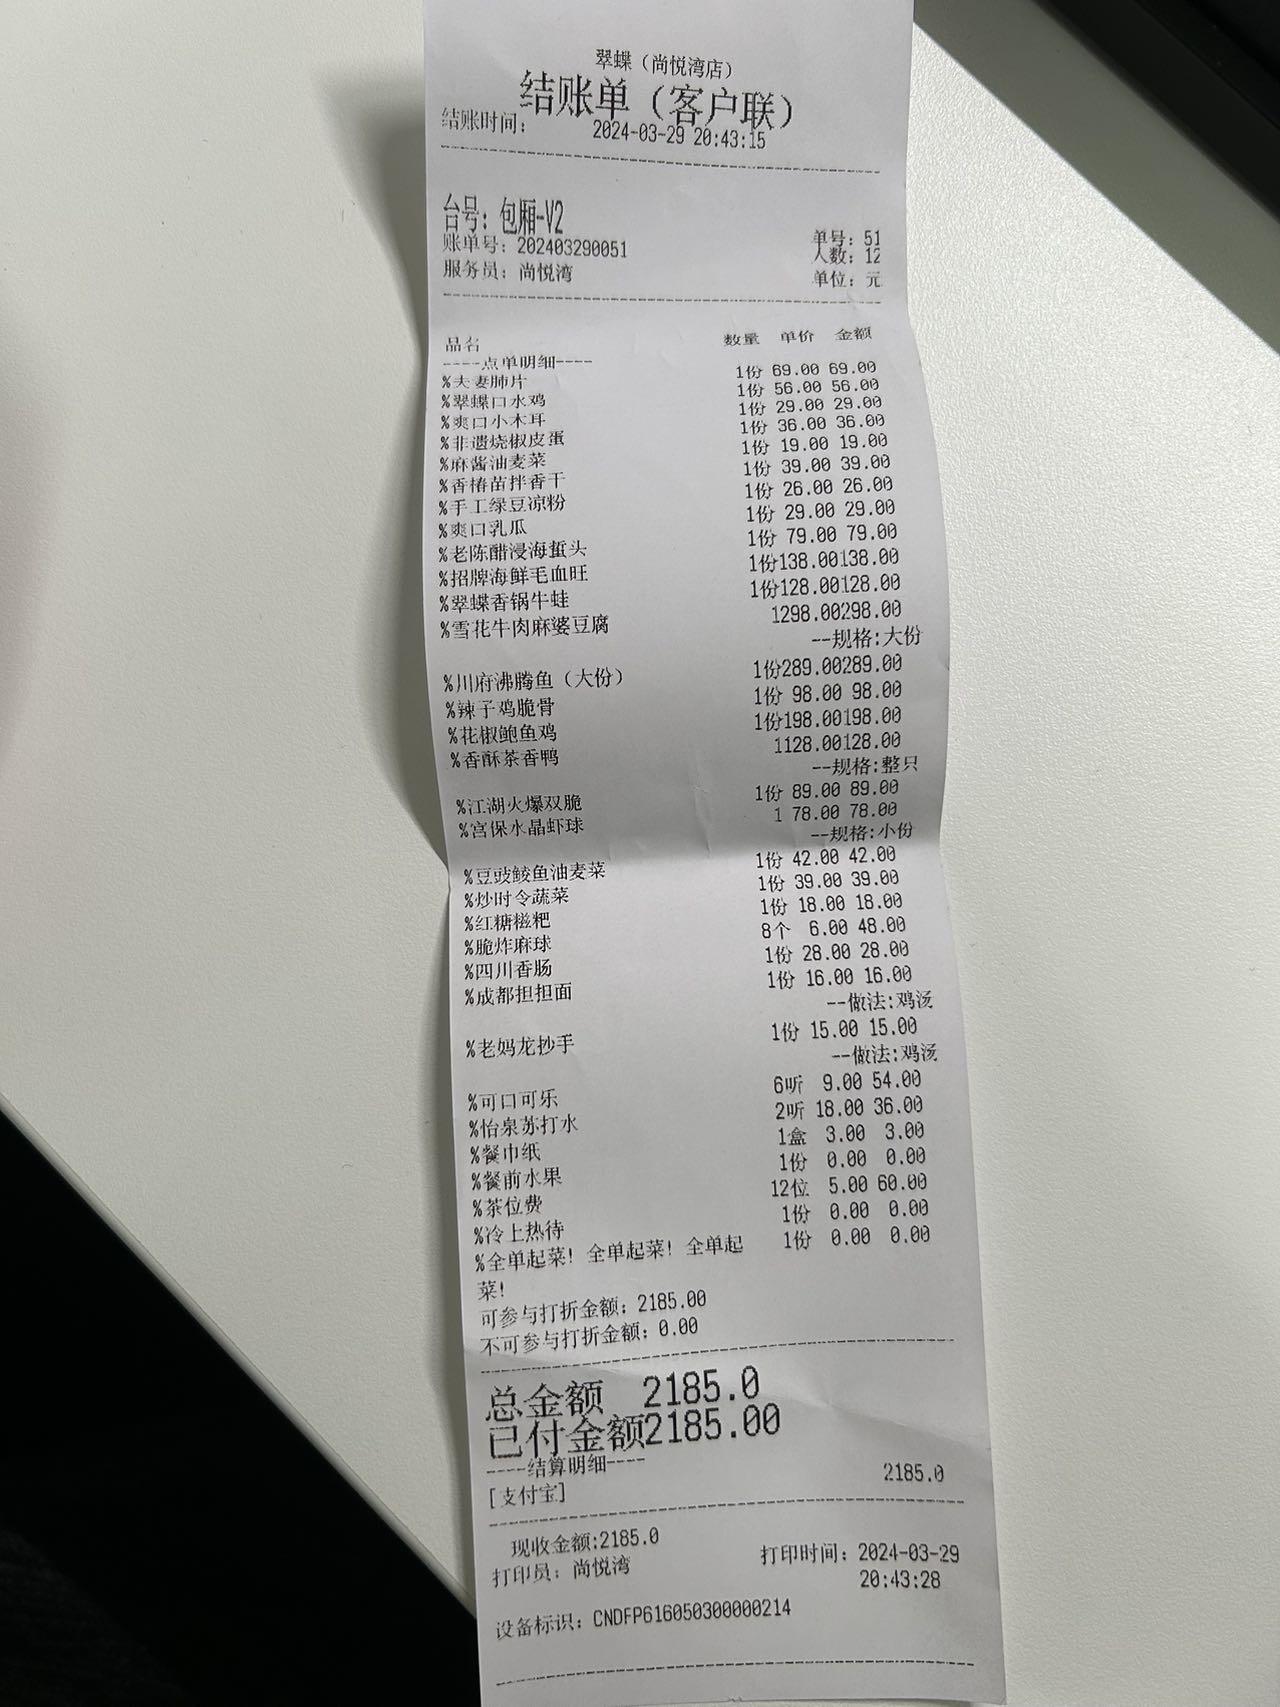 翠蝶（尚悦湾店）
结账单（客户联）
结账时间： 2024-03-29 20:43:15
台号：包厢-V2
账单号：202403290051 单号：51
人数：12
服务员：尚悦湾 单位：元
品名 数量 单价 金额
----点单明细----
%夫妻肺片 1份 69.00 69.00
%翠蝶口水鸡 1份 56.00 56.00
%爽口小木耳 1份 29.00 29.00
%非遗烧椒皮蛋 1份 36.00 36.00
%麻酱油麦菜 1份 19.00 19.00
%香椿苗拌香干 1份 39.00 39.00
%手工绿豆凉粉 1份 26.00 26.00
%爽口乳瓜 1份 29.00 29.00
%老陈醋浸海蜇头 1份 79.00 79.00
%招牌海鲜毛血旺 1份138.00138.00
%翠蝶香锅牛蛙 1份128.00128.00
%雪花牛肉麻婆豆腐 1298.00298.00
--规格:大份
%川府沸腾鱼（大份） 1份289.00289.00
%辣子鸡脆骨 1份 98.00 98.00
%花椒鲍鱼鸡 1份198.00198.00
%香酥茶香鸭 1128.00128.00
--规格:整只
%江湖火爆双脆 1份 89.00 89.00
%宫保水晶虾球 1 78.00 78.00
--规格:小份
%豆豉鲮鱼油麦菜 1份 42.00 42.00
%炒时令蔬菜 1份 39.00 39.00
%红糖糍粑 1份 18.00 18.00
%脆炸麻球 8个 6.00 48.00
%四川香肠 1份 28.00 28.00
%成都担担面 1份 16.00 16.00
--做法:鸡汤
%老妈龙抄手 1份 15.00 15.00
--做法:鸡汤
%可口可乐 6听 9.00 54.00
%怡泉苏打水 2听 18.00 36.00
%餐巾纸 1盒 3.00 3.00
%餐前水果 1份 0.00 0.00
%茶位费 12位 5.00 60.00
%冷上热待 1份 0.00 0.00
%全单起菜！全单起菜！全单起 1份 0.00 0.00
菜！
可参与打折金额：2185.00
不可参与打折金额：0.00
总金额 2185.0
已付金额2185.00
----结算明细----
[支付宝] 2185.0
现收金额:2185.0
打印员：尚悦湾 打印时间：2024-03-29
20:43:28
设备标识：CNDFP616050300000214